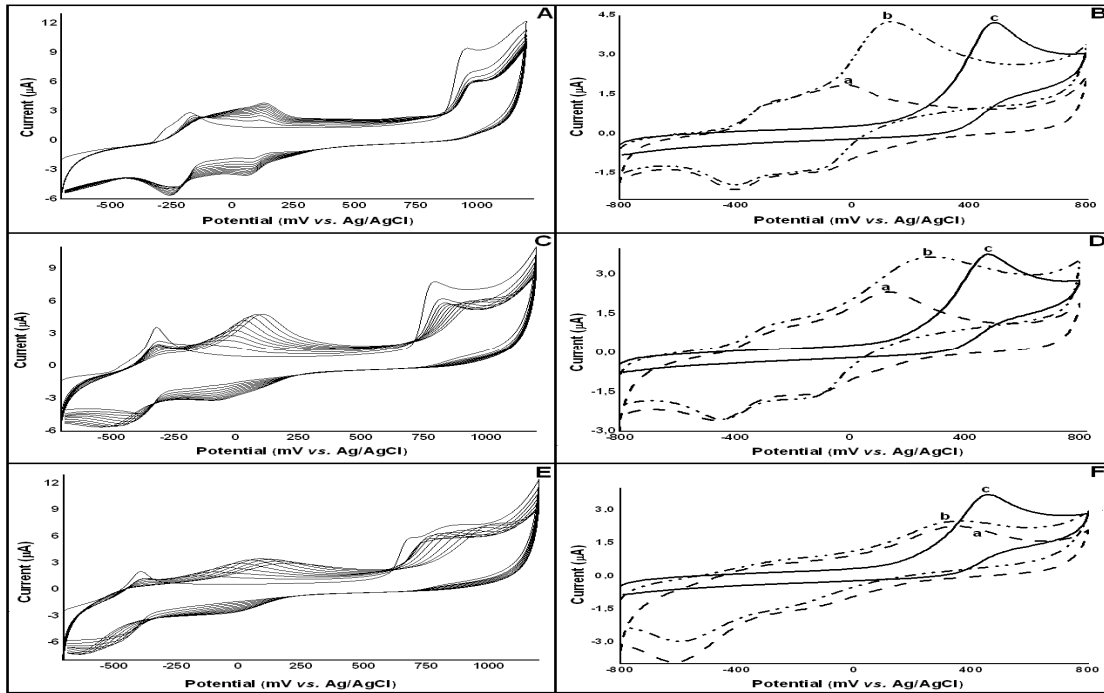 A
12
9
6
3
0
-3
-6
Current (µA)
-500 -250 0 250 500 750 1000
Potential (mV vs. Ag/AgCl)
B
4.5
3.0
1.5
0.0
-1.5
Current (µA)
a
b
c
-800 -400 0 400 800
Potential (mV vs. Ag/AgCl)
C
9
6
3
0
-3
-6
Current (µA)
-500 -250 0 250 500 750 1000
Potential (mV vs. Ag/AgCl)
D
3.0
1.5
0.0
-1.5
-3.0
Current (µA)
a
b
c
-800 -400 0 400 800
Potential (mV vs. Ag/AgCl)
E
12
9
6
3
0
-3
-6
Current (µA)
-500 -250 0 250 500 750 1000
Potential (mV vs. Ag/AgCl)
F
4.5
3.0
1.5
0.0
-1.5
-3.0
Current (µA)
a
b
c
-800 -400 0 400 800
Potential (mV vs. Ag/AgCl)